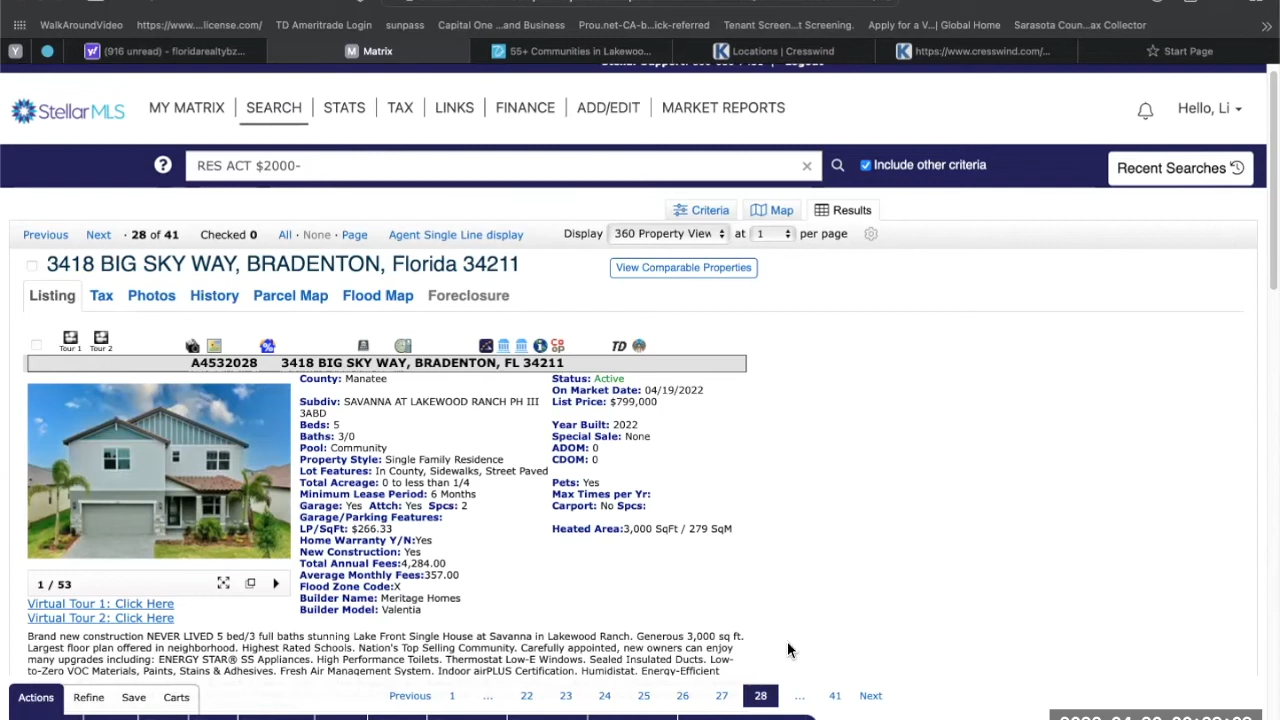 WalkAroundVideo https://www....license.com/ TD Ameritrade Login sunpass Capital One ...and Business Prou.net-CA-b...ick-referred Tenant Screen...t Screening. Apply for a V...| Global Home Sarasota Coun...ax Collector
Y (916 unread) - floridarealtybz... M Matrix 55+ Communities in Lakewoo... K Locations | Cresswind K https://www.cresswind.com/... Start Page
StellarMLS MY MATRIX SEARCH STATS TAX LINKS FINANCE ADD/EDIT MARKET REPORTS Hello, Li
? RES ACT $2000- × Include other criteria Recent Searches
Criteria Map Results
Previous Next · 28 of 41 Checked 0 All · None · Page Agent Single Line display Display 360 Property View at 1 per page
3418 BIG SKY WAY, BRADENTON, Florida 34211 View Comparable Properties
Listing Tax Photos History Parcel Map Flood Map Foreclosure
Tour 1 Tour 2 TD
A4532028 3418 BIG SKY WAY, BRADENTON, FL 34211
County: Manatee Status: Active
On Market Date: 04/19/2022
Subdiv: SAVANNA AT LAKEWOOD RANCH PH III List Price: $799,000
3ABD
Beds: 5 Year Built: 2022
Baths: 3/0 Special Sale: None
Pool: Community ADOM: 0
Property Style: Single Family Residence CDOM: 0
Lot Features: In County, Sidewalks, Street Paved
Total Acreage: 0 to less than 1/4 Pets: Yes
Minimum Lease Period: 6 Months Max Times per Yr:
Garage: Yes Attch: Yes Spcs: 2 Carport: No Spcs:
Garage/Parking Features:
LP/SqFt: $266.33 Heated Area:3,000 SqFt / 279 SqM
Home Warranty Y/N:Yes
New Construction: Yes
Total Annual Fees:4,284.00
Average Monthly Fees:357.00
Flood Zone Code:X
Builder Name: Meritage Homes
Builder Model: Valentia
1 / 53
Virtual Tour 1: Click Here
Virtual Tour 2: Click Here
Brand new construction NEVER LIVED 5 bed/3 full baths stunning Lake Front Single House at Savanna in Lakewood Ranch. Generous 3,000 sq ft.
Largest floor plan offered in neighborhood. Highest Rated Schools. Nation's Top Selling Community. Carefully appointed, new owners can enjoy
many upgrades including: ENERGY STAR® SS Appliances. High Performance Toilets. Thermostat Low-E Windows. Sealed Insulated Ducts. Low-
to-Zero VOC Materials, Paints, Stains & Adhesives. Fresh Air Management System. Indoor airPLUS Certification. Humidistat. Energy-Efficient
Actions Refine Save Carts Previous 1 ... 22 23 24 25 26 27 28 ... 41 Next